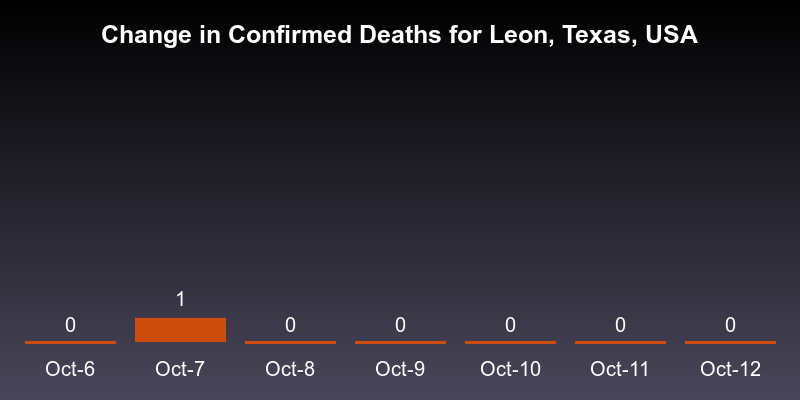 Change in Confirmed Deaths for Leon, Texas, USA
0 1 0 0 0 0 0
Oct-6 Oct-7 Oct-8 Oct-9 Oct-10 Oct-11 Oct-12